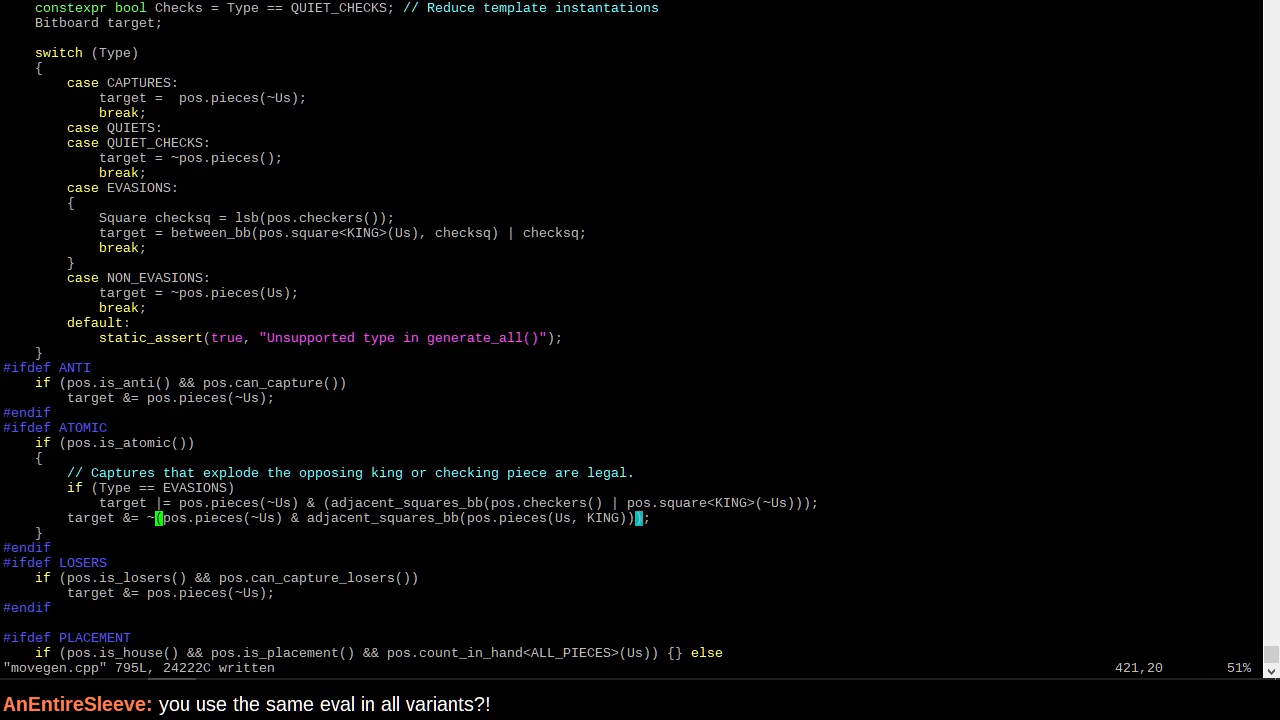 constexpr bool Checks = Type == QUIET_CHECKS; // Reduce template instantations
    Bitboard target;

    switch (Type)
    {
        case CAPTURES:
            target =  pos.pieces(~Us);
            break;
        case QUIETS:
        case QUIET_CHECKS:
            target = ~pos.pieces();
            break;
        case EVASIONS:
        {
            Square checksq = lsb(pos.checkers());
            target = between_bb(pos.square<KING>(Us), checksq) | checksq;
            break;
        }
        case NON_EVASIONS:
            target = ~pos.pieces(Us);
            break;
        default:
            static_assert(true, "Unsupported type in generate_all()");
    }
#ifdef ANTI
    if (pos.is_anti() && pos.can_capture())
        target &= pos.pieces(~Us);
#endif
#ifdef ATOMIC
    if (pos.is_atomic())
    {
        // Captures that explode the opposing king or checking piece are legal.
        if (Type == EVASIONS)
            target |= pos.pieces(~Us) & (adjacent_squares_bb(pos.checkers() | pos.square<KING>(~Us)));
        target &= ~(pos.pieces(~Us) & adjacent_squares_bb(pos.pieces(Us, KING)));
    }
#endif
#ifdef LOSERS
    if (pos.is_losers() && pos.can_capture_losers())
        target &= pos.pieces(~Us);
#endif

#ifdef PLACEMENT
    if (pos.is_house() && pos.is_placement() && pos.count_in_hand<ALL_PIECES>(Us)) {} else
"movegen.cpp" 795L, 24222C written 421,20 51%
AnEntireSleeve: you use the same eval in all variants?!